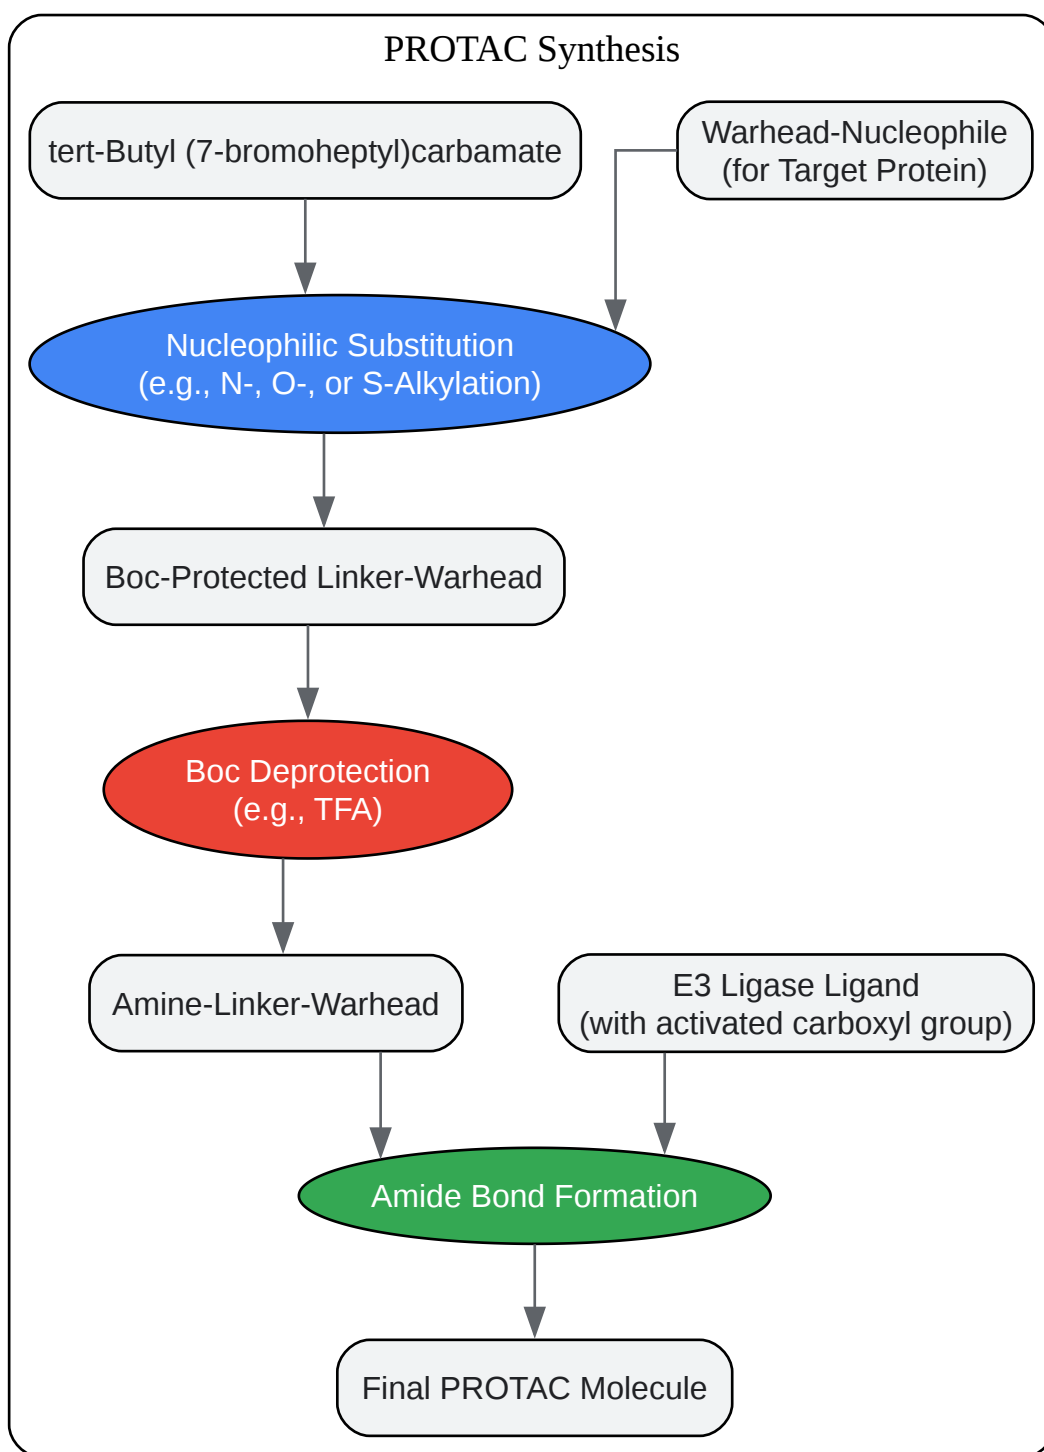 PROTAC Synthesis
tert-Butyl (7-bromoheptyl)carbamate
Warhead-Nucleophile
(for Target Protein)
Nucleophilic Substitution
(e.g., N-, O-, or S-Alkylation)
Boc-Protected Linker-Warhead
Boc Deprotection
(e.g., TFA)
Amine-Linker-Warhead
E3 Ligase Ligand
(with activated carboxyl group)
Amide Bond Formation
Final PROTAC Molecule